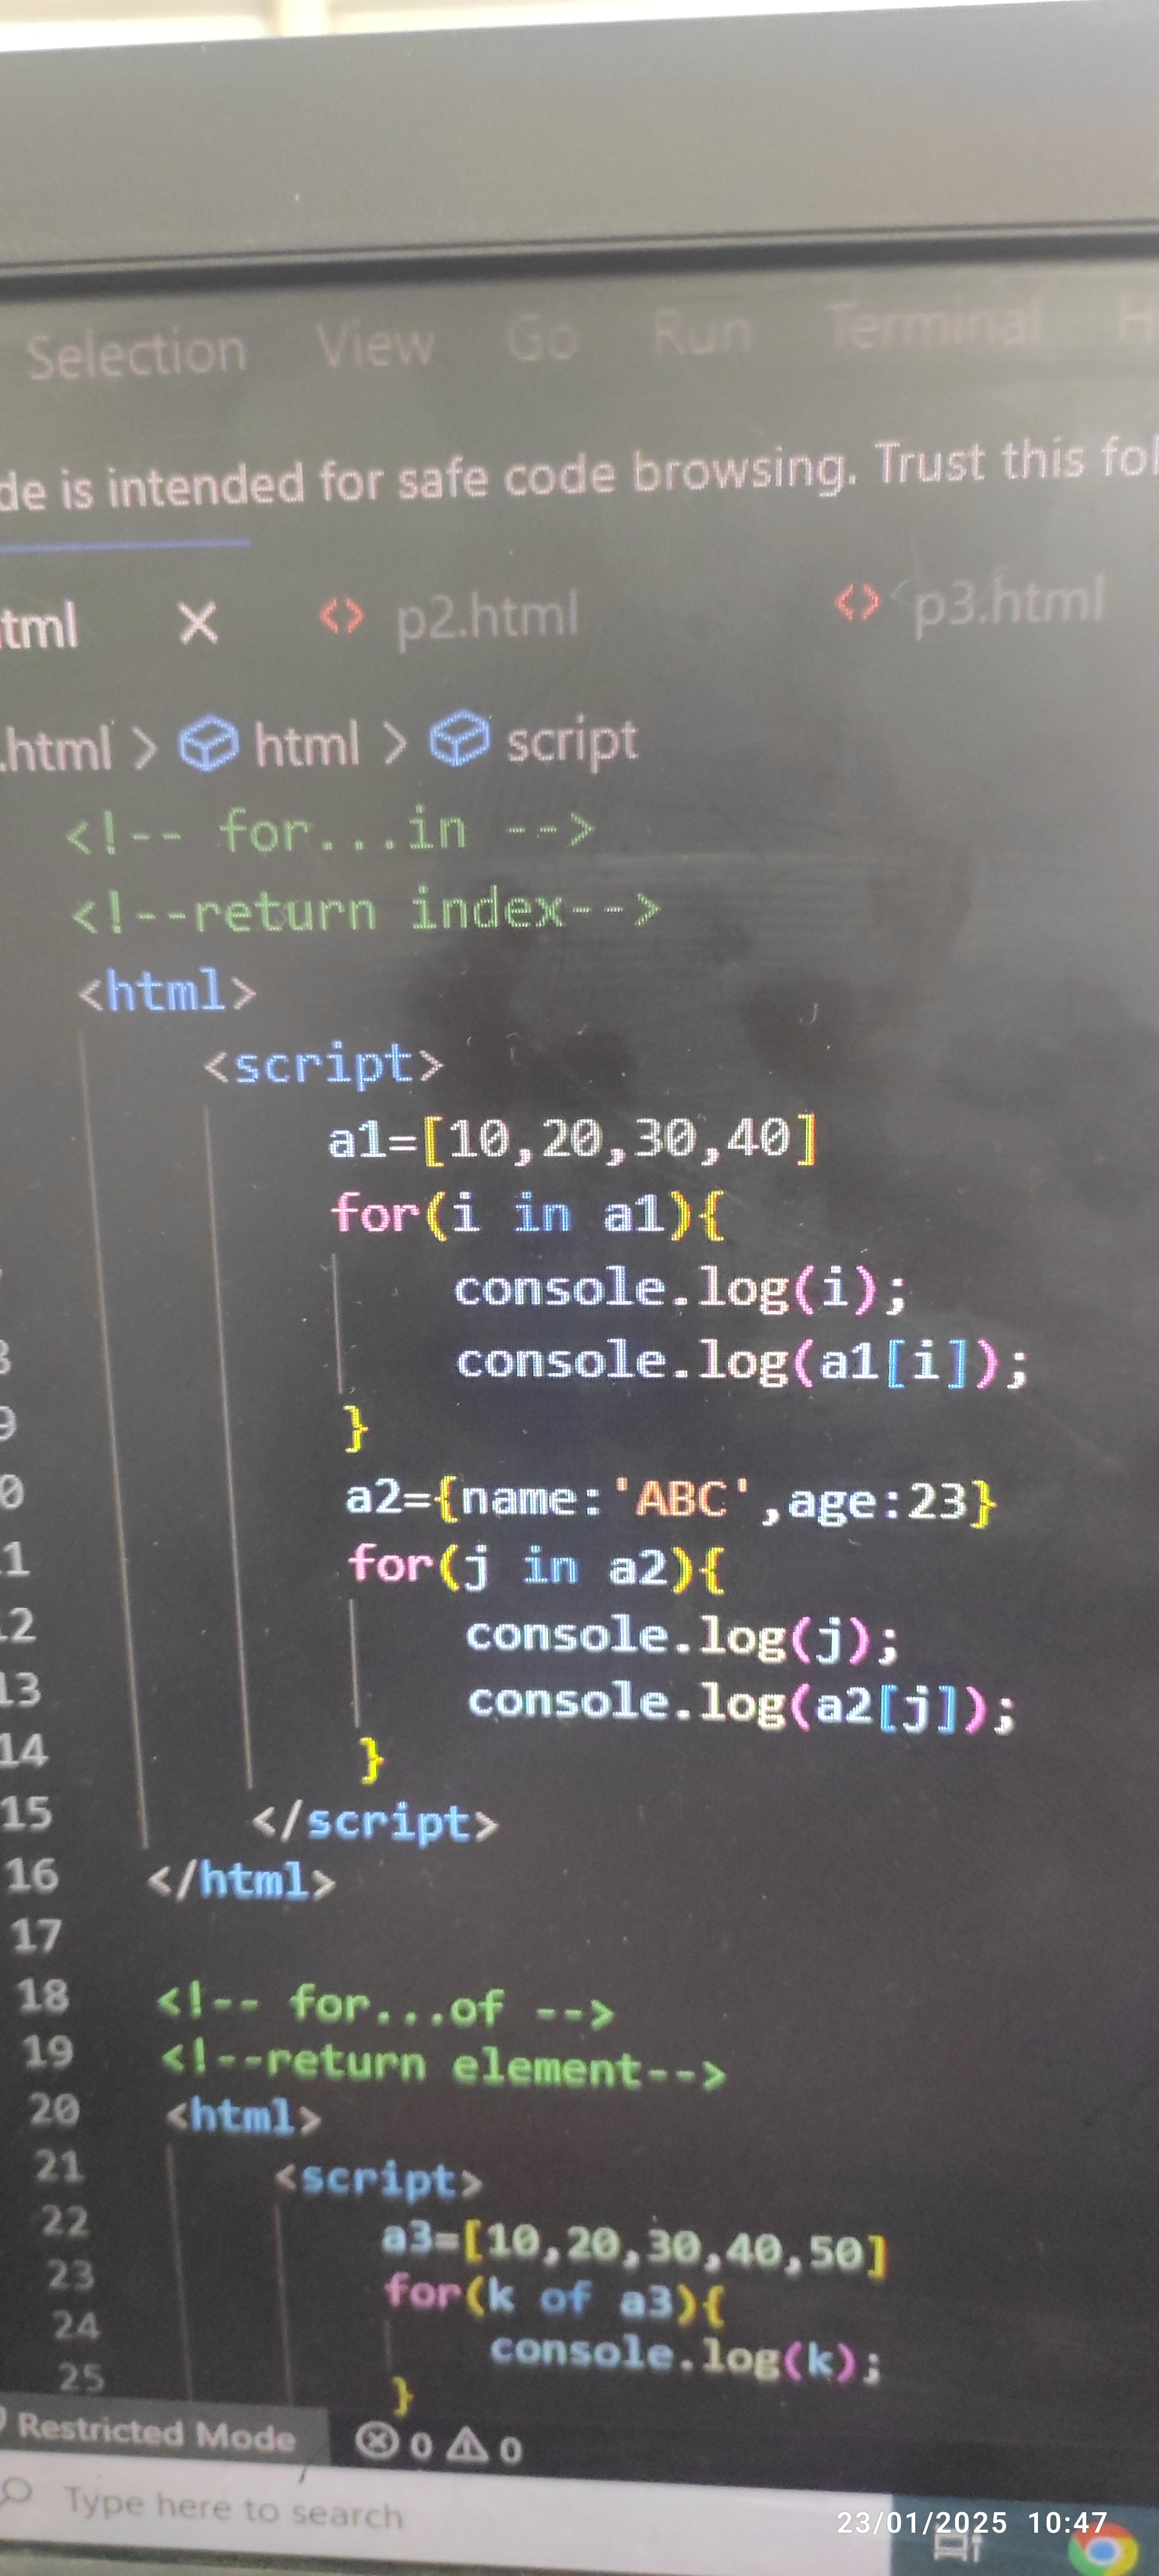 Selection View Go Run Terminal H
de is intended for safe code browsing. Trust this fol
tml × <> p2.html <> p3.html
.html > html > script
<!-- for...in -->
<!--return index-->
<html>
<script>
a1=[10,20,30,40]
for(i in a1){
console.log(i);
8 console.log(a1[i]);
9 }
0 a2={name:'ABC',age:23}
11 for(j in a2){
12 console.log(j);
13 console.log(a2[j]);
14 }
15 </script>
16 </html>
17
18 <!-- for...of -->
19 <!--return element-->
20 <html>
21 <script>
22 a3=[10,20,30,40,50]
23 for(k of a3){
24 console.log(k);
25 }
Restricted Mode 0 0
Type here to search
23/01/2025 10:47